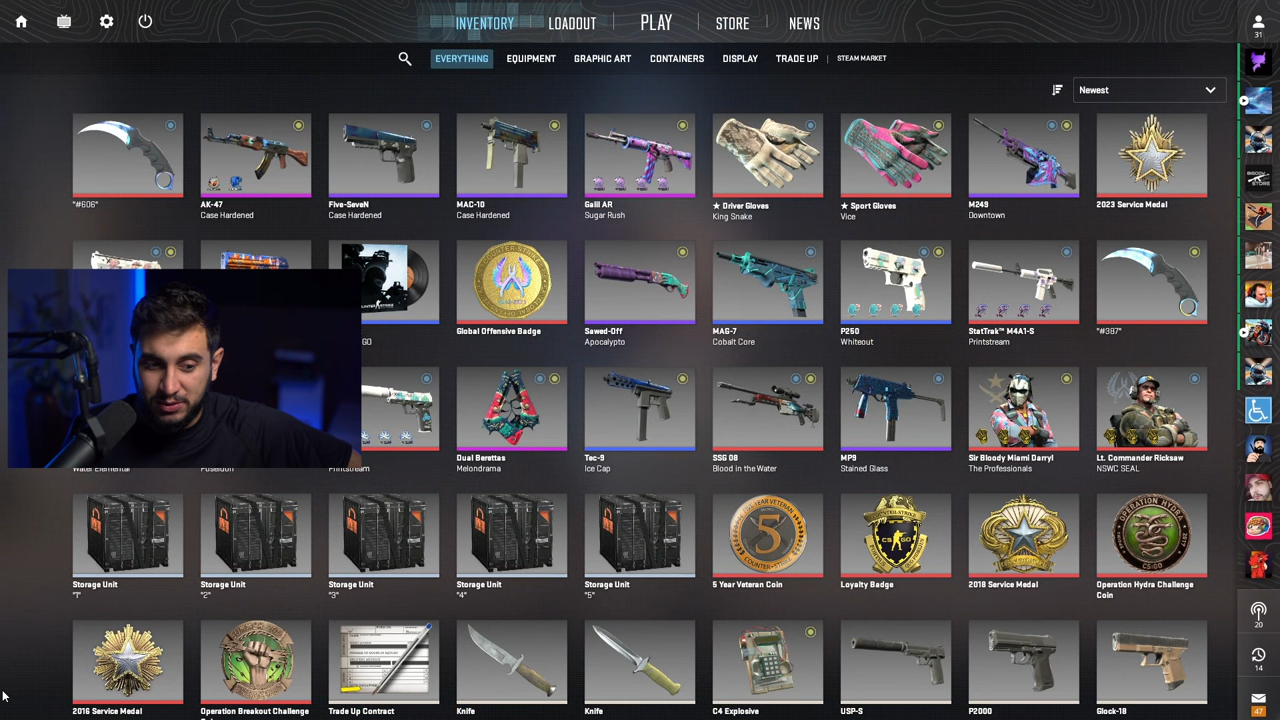 INVENTORY
LOADOUT
PLAY
STORE
NEWS
31
EVERYTHING
EQUIPMENT
GRAPHIC ART
CONTAINERS
DISPLAY
TRADE UP
STEAM MARKET
Newest
"#606"
AK-47
Case Hardened
Five-SeveN
Case Hardened
MAC-10
Case Hardened
Galil AR
Sugar Rush
★ Driver Gloves
King Snake
★ Sport Gloves
Vice
M249
Downtown
2023 Service Medal
GO
Global Offensive Badge
Sawed-Off
Apocalypto
MAG-7
Cobalt Core
P250
Whiteout
StatTrak™ M4A1-S
Printstream
"#387"
Water Elemental
Poseidon
Printstream
Dual Berettas
Melondrama
Tec-9
Ice Cap
SSG 08
Blood in the Water
MP9
Stained Glass
Sir Bloody Miami Darryl
The Professionals
Lt. Commander Ricksaw
NSWC SEAL
Storage Unit
"1"
Storage Unit
"2"
Storage Unit
"3"
Storage Unit
"4"
Storage Unit
"5"
5 Year Veteran Coin
Loyalty Badge
2018 Service Medal
Operation Hydra Challenge
Coin
20
14
47
2016 Service Medal
Operation Breakout Challenge
Trade Up Contract
Knife
Knife
C4 Explosive
USP-S
P2000
Glock-18